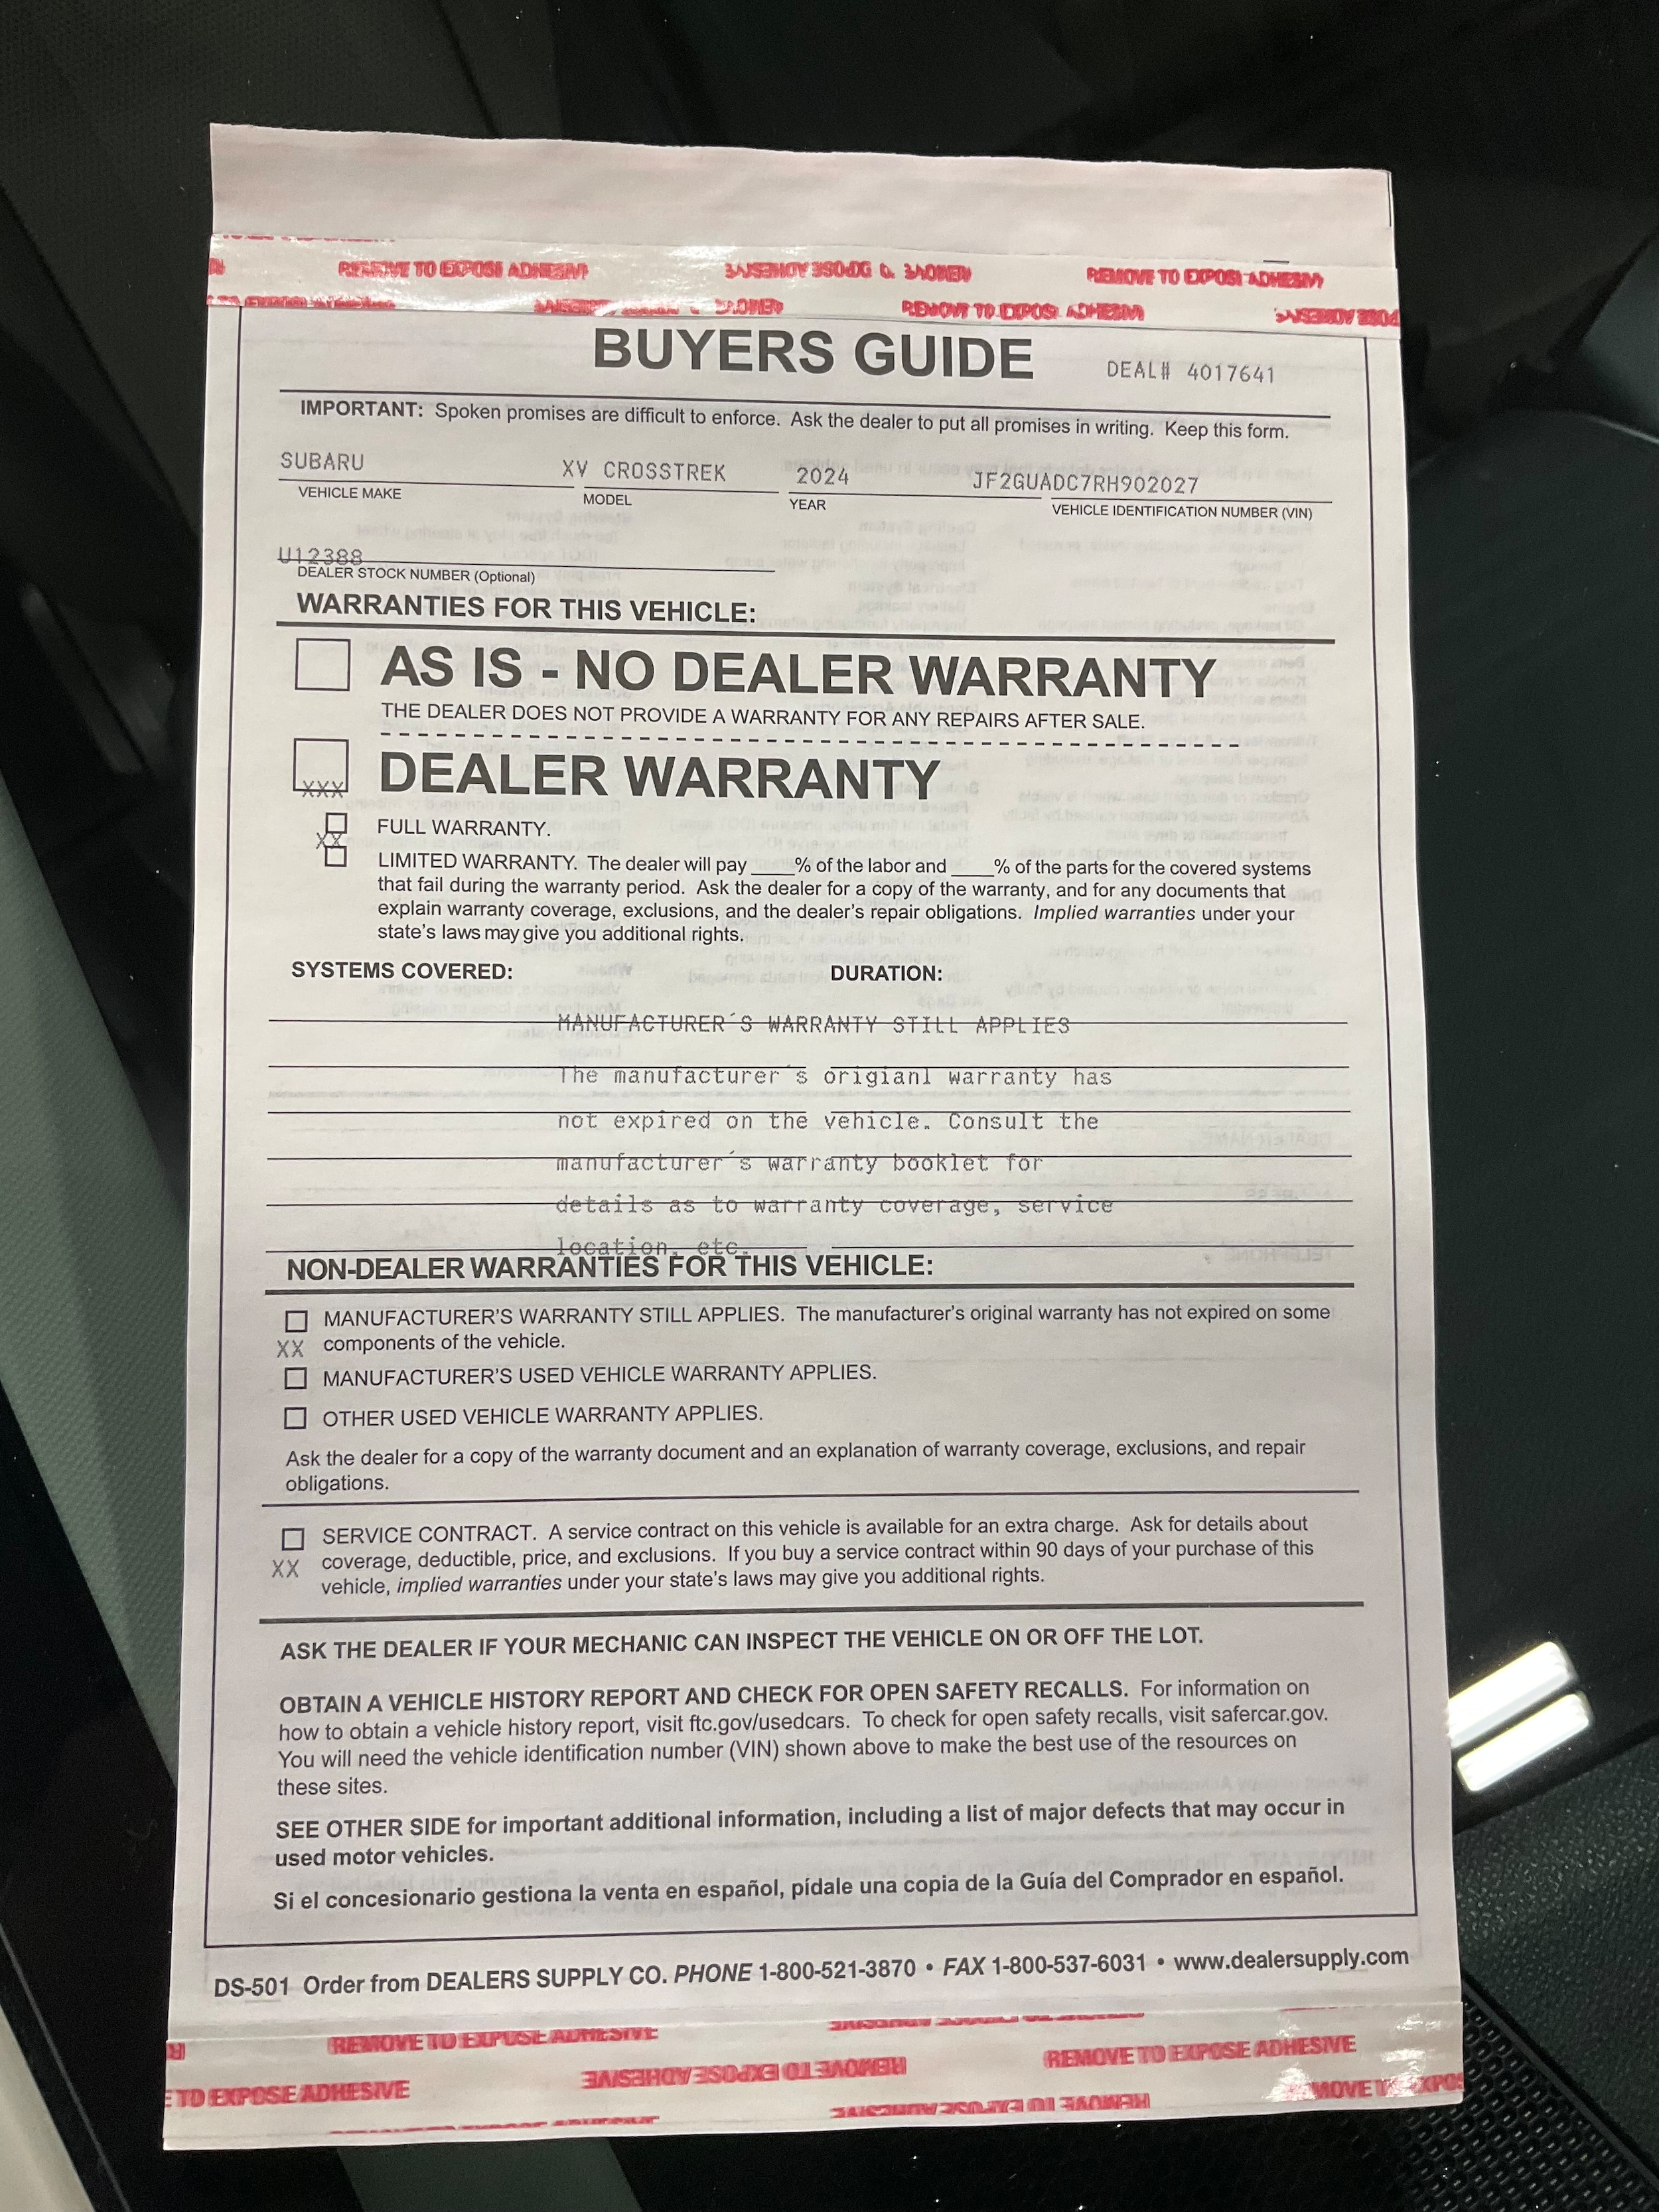 REMOVE TO EXPOSE ADHESIVE REMOVE TO EXPOSE ADHESIVE REMOVE TO EXPOSE ADHESIVE
TO EXPOSE ADHESIVE REMOVE TO EXPOSE ADHESIVE
BUYERS GUIDE DEAL# 4017641
IMPORTANT: Spoken promises are difficult to enforce. Ask the dealer to put all promises in writing. Keep this form.
SUBARU XV CROSSTREK 2024 JF2GUADC7RH902027
VEHICLE MAKE MODEL YEAR VEHICLE IDENTIFICATION NUMBER (VIN)
U12388
DEALER STOCK NUMBER (Optional)
WARRANTIES FOR THIS VEHICLE:
AS IS - NO DEALER WARRANTY
THE DEALER DOES NOT PROVIDE A WARRANTY FOR ANY REPAIRS AFTER SALE.
XXX DEALER WARRANTY
FULL WARRANTY.
XX
LIMITED WARRANTY. The dealer will pay ____% of the labor and ____% of the parts for the covered systems
that fail during the warranty period. Ask the dealer for a copy of the warranty, and for any documents that
explain warranty coverage, exclusions, and the dealer's repair obligations. Implied warranties under your
state's laws may give you additional rights.
SYSTEMS COVERED: DURATION:
MANUFACTURER´S WARRANTY STILL APPLIES
The manufacturer´s origianl warranty has
not expired on the vehicle. Consult the
manufacturer´s warranty booklet for
details as to warranty coverage, service
location, etc.
NON-DEALER WARRANTIES FOR THIS VEHICLE:
MANUFACTURER'S WARRANTY STILL APPLIES. The manufacturer's original warranty has not expired on some
XX components of the vehicle.
MANUFACTURER'S USED VEHICLE WARRANTY APPLIES.
OTHER USED VEHICLE WARRANTY APPLIES.
Ask the dealer for a copy of the warranty document and an explanation of warranty coverage, exclusions, and repair
obligations.
SERVICE CONTRACT. A service contract on this vehicle is available for an extra charge. Ask for details about
XX coverage, deductible, price, and exclusions. If you buy a service contract within 90 days of your purchase of this
vehicle, implied warranties under your state's laws may give you additional rights.
ASK THE DEALER IF YOUR MECHANIC CAN INSPECT THE VEHICLE ON OR OFF THE LOT.
OBTAIN A VEHICLE HISTORY REPORT AND CHECK FOR OPEN SAFETY RECALLS. For information on
how to obtain a vehicle history report, visit ftc.gov/usedcars. To check for open safety recalls, visit safercar.gov.
You will need the vehicle identification number (VIN) shown above to make the best use of the resources on
these sites.
SEE OTHER SIDE for important additional information, including a list of major defects that may occur in
used motor vehicles.
Si el concesionario gestiona la venta en español, pídale una copia de la Guía del Comprador en español.
DS-501 Order from DEALERS SUPPLY CO. PHONE 1-800-521-3870 • FAX 1-800-537-6031 • www.dealersupply.com
REMOVE TO EXPOSE ADHESIVE REMOVE TO EXPOSE ADHESIVE
TO EXPOSE ADHESIVE REMOVE TO EXPOSE ADHESIVE
REMOVE TO EXPOSE ADHESIVE